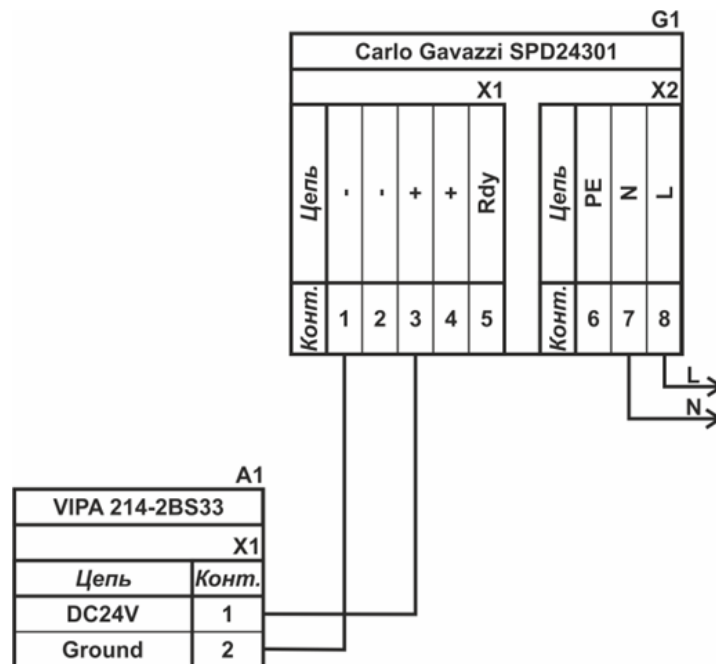 G1
Carlo Gavazzi SPD24301
X1 X2
Цепь - - + + Rdy Цепь PE N L
Конт. 1 2 3 4 5 Конт. 6 7 8
L
N
A1
VIPA 214-2BS33
X1
Цепь Конт.
DC24V 1
Ground 2